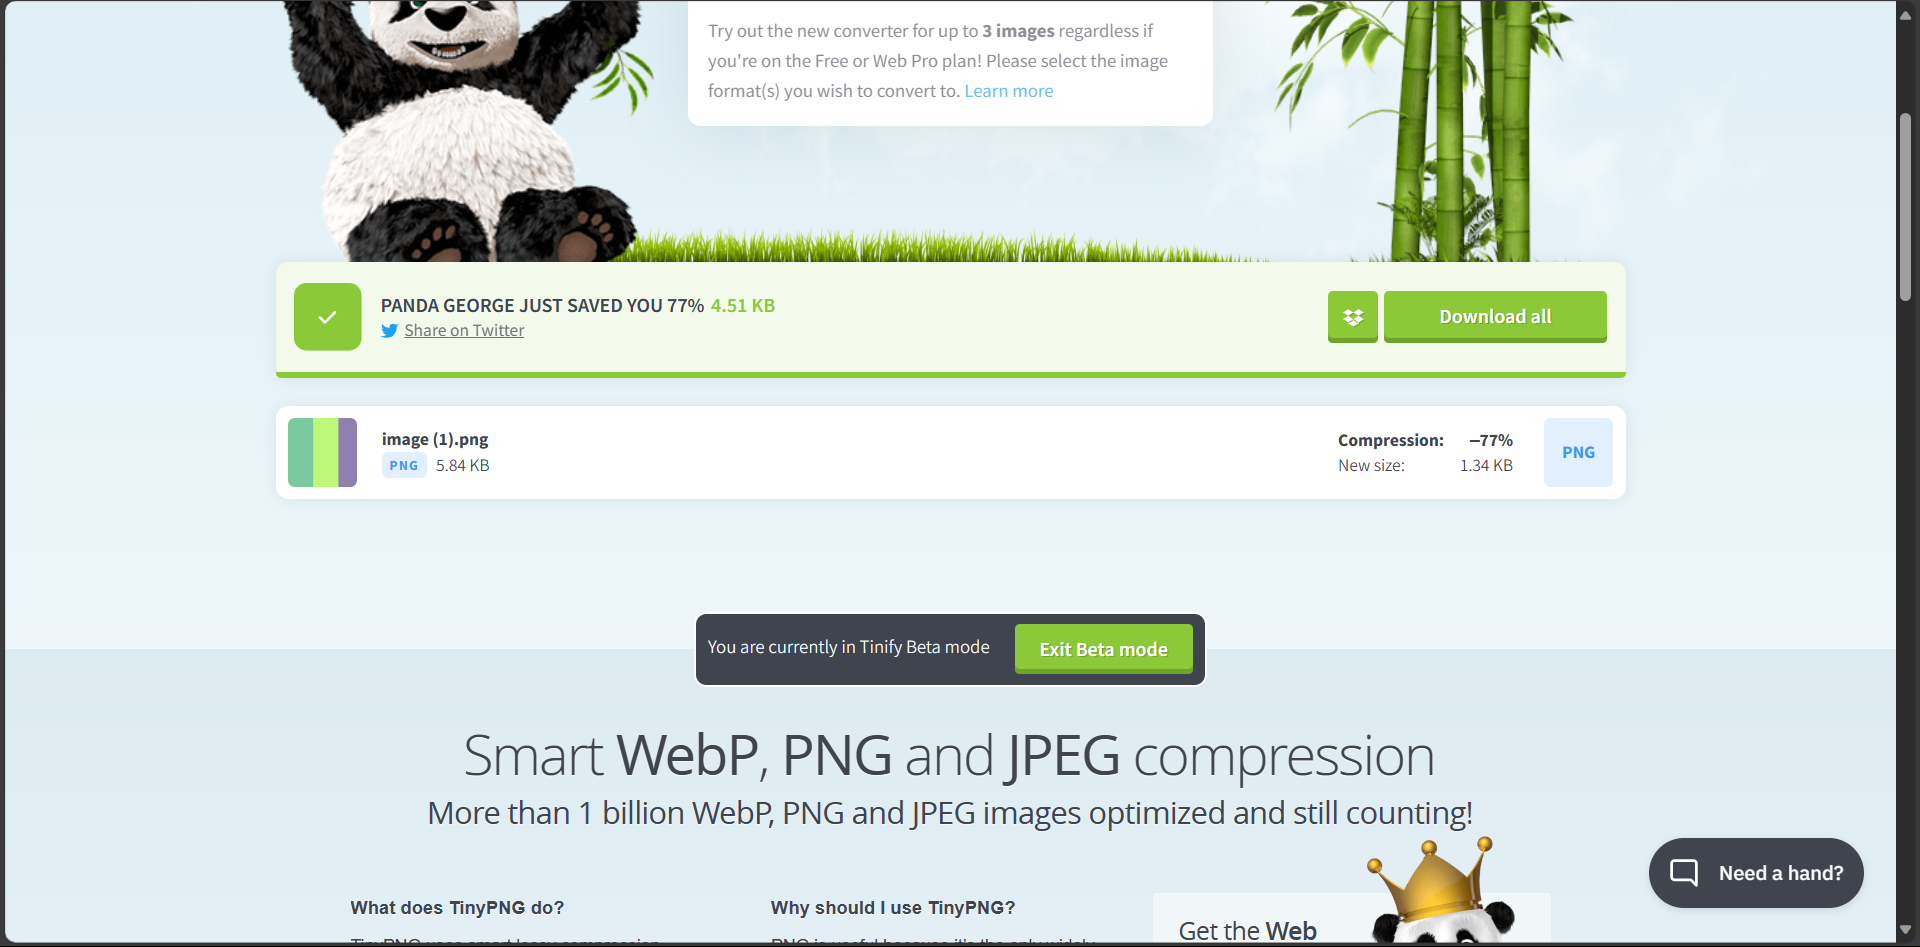 Try out the new converter for up to 3 images regardless if
you're on the Free or Web Pro plan! Please select the image
format(s) you wish to convert to. Learn more
PANDA GEORGE JUST SAVED YOU 77% 4.51 KB
Share on Twitter
Download all
image (1).png
PNG 5.84 KB
Compression: –77%
New size: 1.34 KB
PNG
You are currently in Tinify Beta mode
Exit Beta mode
Smart WebP, PNG and JPEG compression
More than 1 billion WebP, PNG and JPEG images optimized and still counting!
Need a hand?
What does TinyPNG do?
Why should I use TinyPNG?
Get the Web